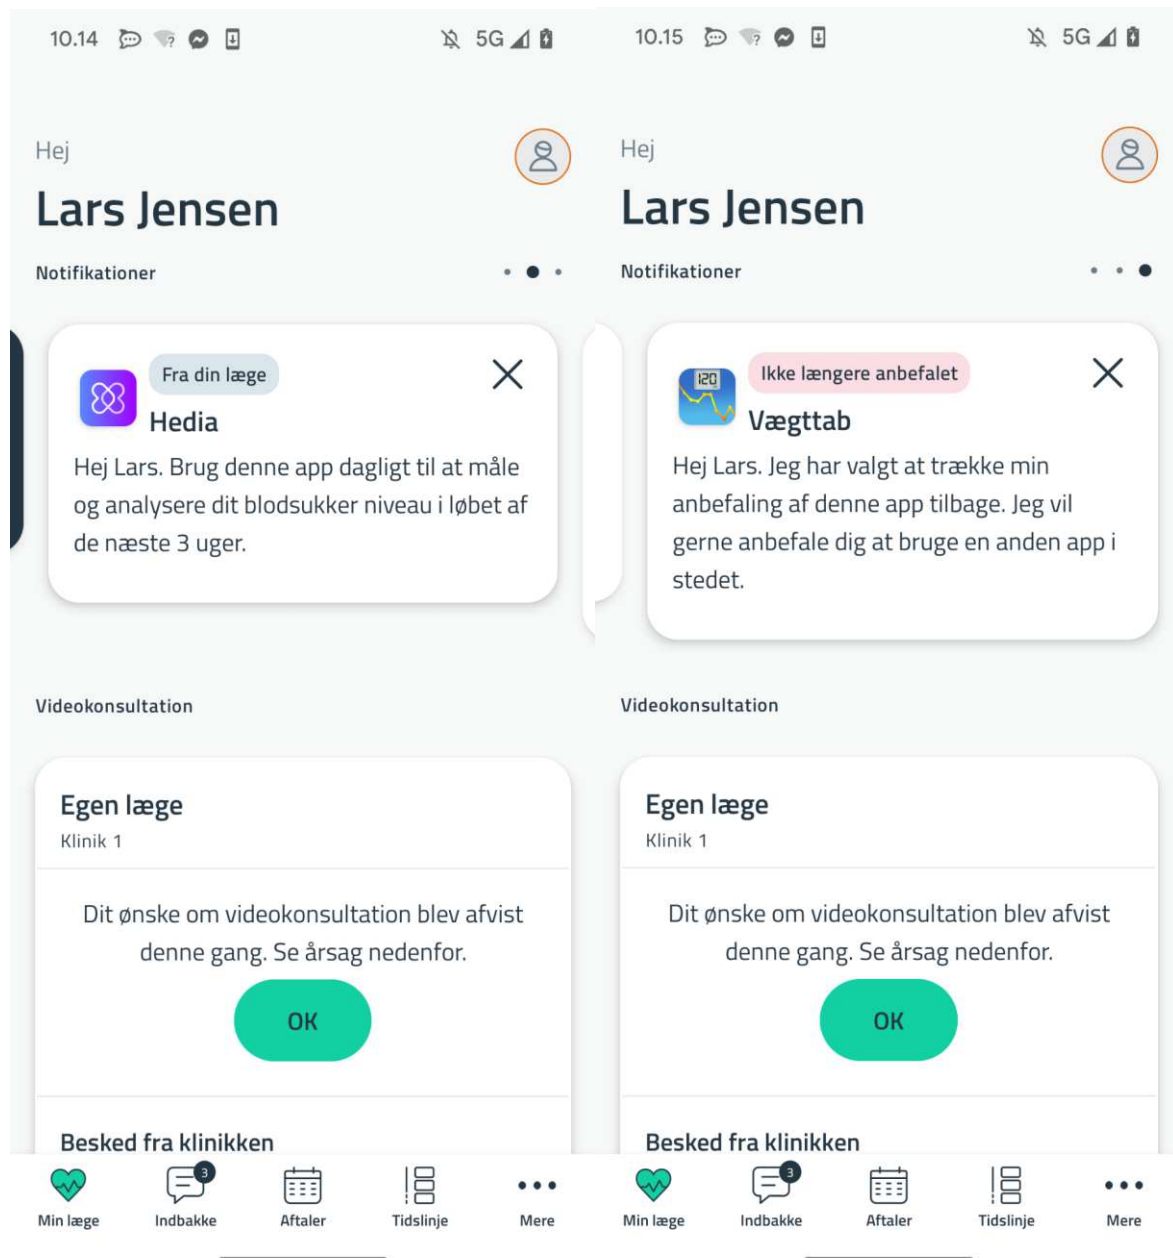 10.14
5G
Hej
Lars Jensen
Notifikationer
Fra din læge
Hedia
Hej Lars. Brug denne app dagligt til at måle
og analysere dit blodsukker niveau i løbet af
de næste 3 uger.
Videokonsultation
Egen læge
Klinik 1
Dit ønske om videokonsultation blev afvist
denne gang. Se årsag nedenfor.
OK
Besked fra klinikken
3
Min læge
Indbakke
Aftaler
Tidslinje
Mere
10.15
5G
Hej
Lars Jensen
Notifikationer
120
Ikke længere anbefalet
Vægttab
Hej Lars. Jeg har valgt at trække min
anbefaling af denne app tilbage. Jeg vil
gerne anbefale dig at bruge en anden app i
stedet.
Videokonsultation
Egen læge
Klinik 1
Dit ønske om videokonsultation blev afvist
denne gang. Se årsag nedenfor.
OK
Besked fra klinikken
3
Min læge
Indbakke
Aftaler
Tidslinje
Mere